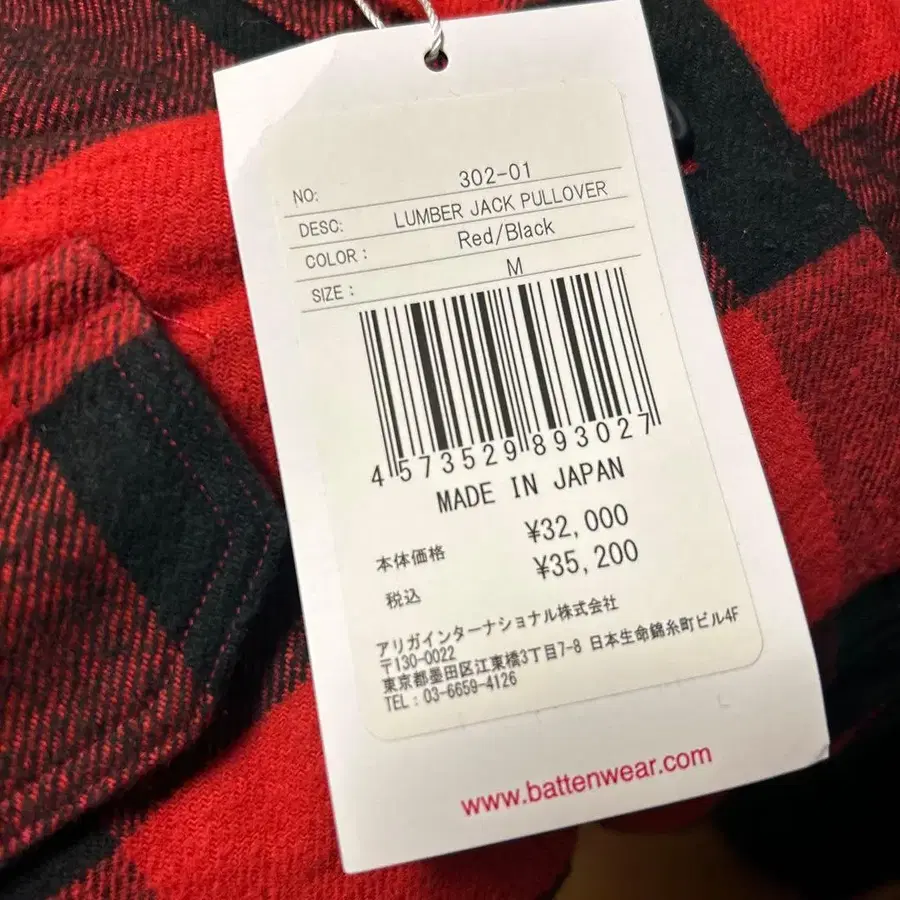 NO: 302-01
DESC: LUMBER JACK PULLOVER
COLOR : Red/Black
SIZE : M
4 573529 893027
MADE IN JAPAN
本体価格 ¥32,000
税込 ¥35,200
アリガインターナショナル株式会社
〒130-0022
東京都墨田区江東橋3丁目7-8 日本生命錦糸町ビル4F
TEL : 03-6659-4126
www.battenwear.com